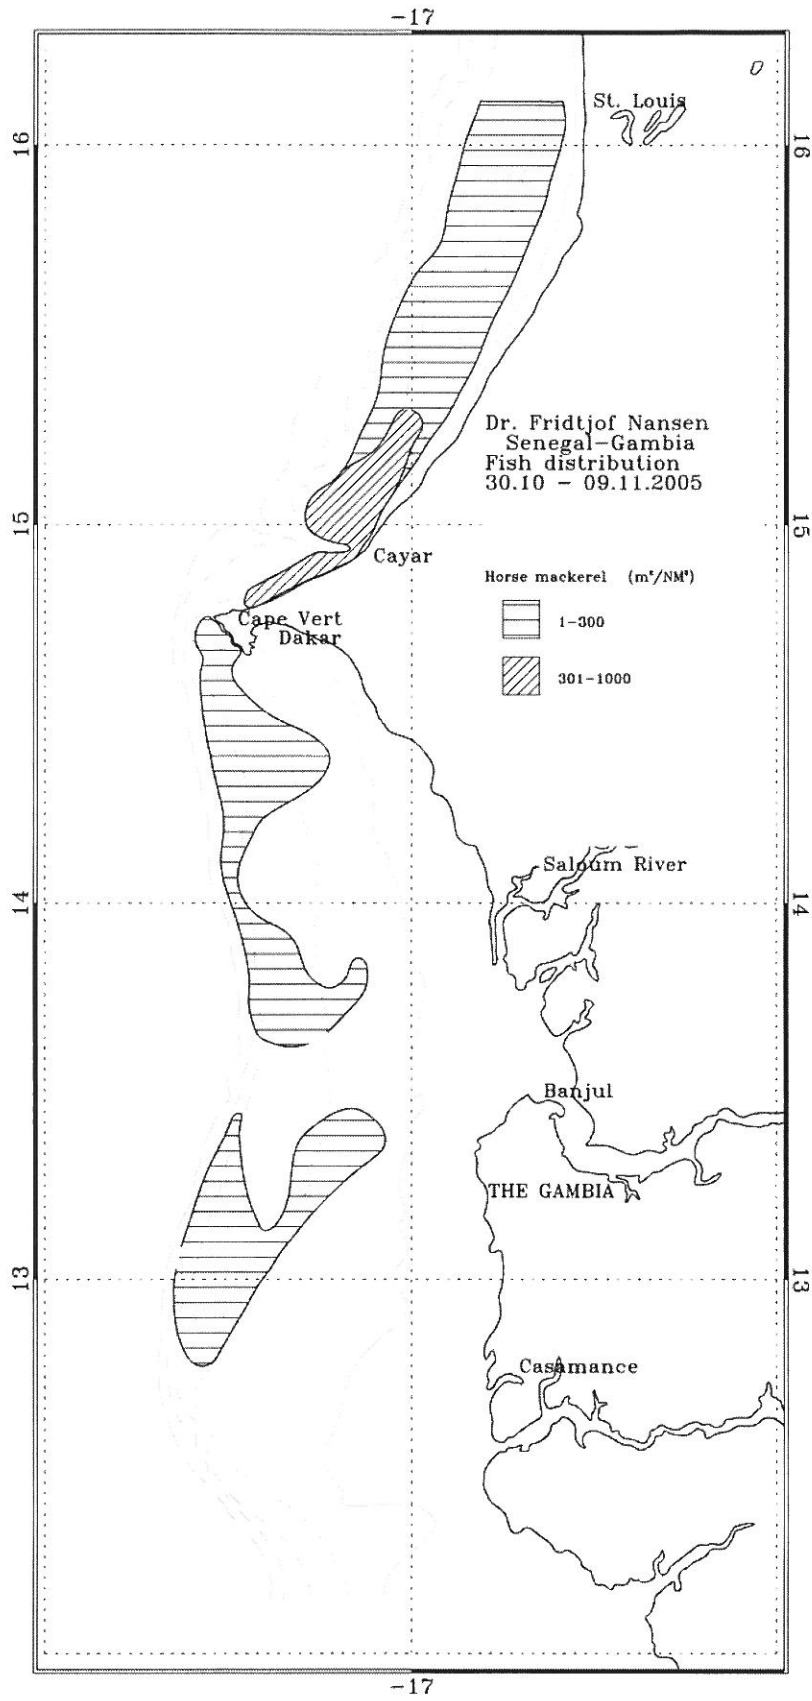 -17
St. Louis
16
16
Dr. Fridtjof Nansen
Senegal-Gambia
Fish distribution
30.10 - 09.11.2005
15
15
Cayar
Horse mackerel (m²/NM²)
1-300
Cape Vert
Dakar
301-1000
Saloum River
14
14
Banjul
THE GAMBIA
13
13
Casamance
-17